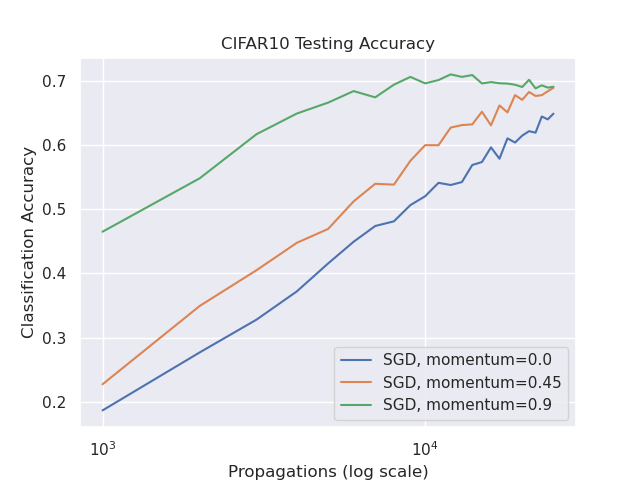 CIFAR10 Testing Accuracy
Classification Accuracy
0.7
0.6
0.5
0.4
0.3
0.2
SGD, momentum=0.0
SGD, momentum=0.45
SGD, momentum=0.9
10³
10⁴
Propagations (log scale)